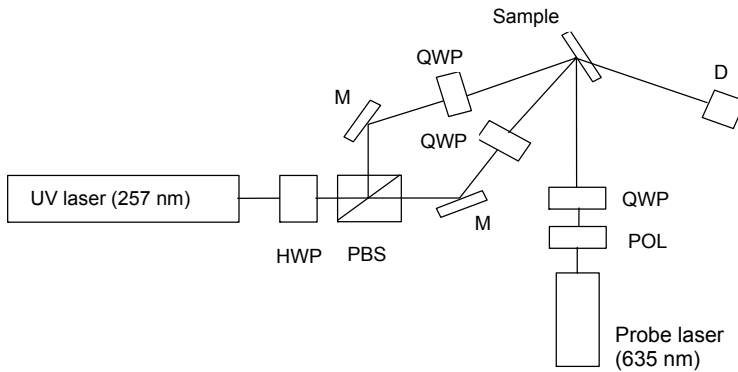 Sample
QWP
D
M
QWP
UV laser (257 nm)
QWP
M
POL
HWP
PBS
Probe laser
(635 nm)